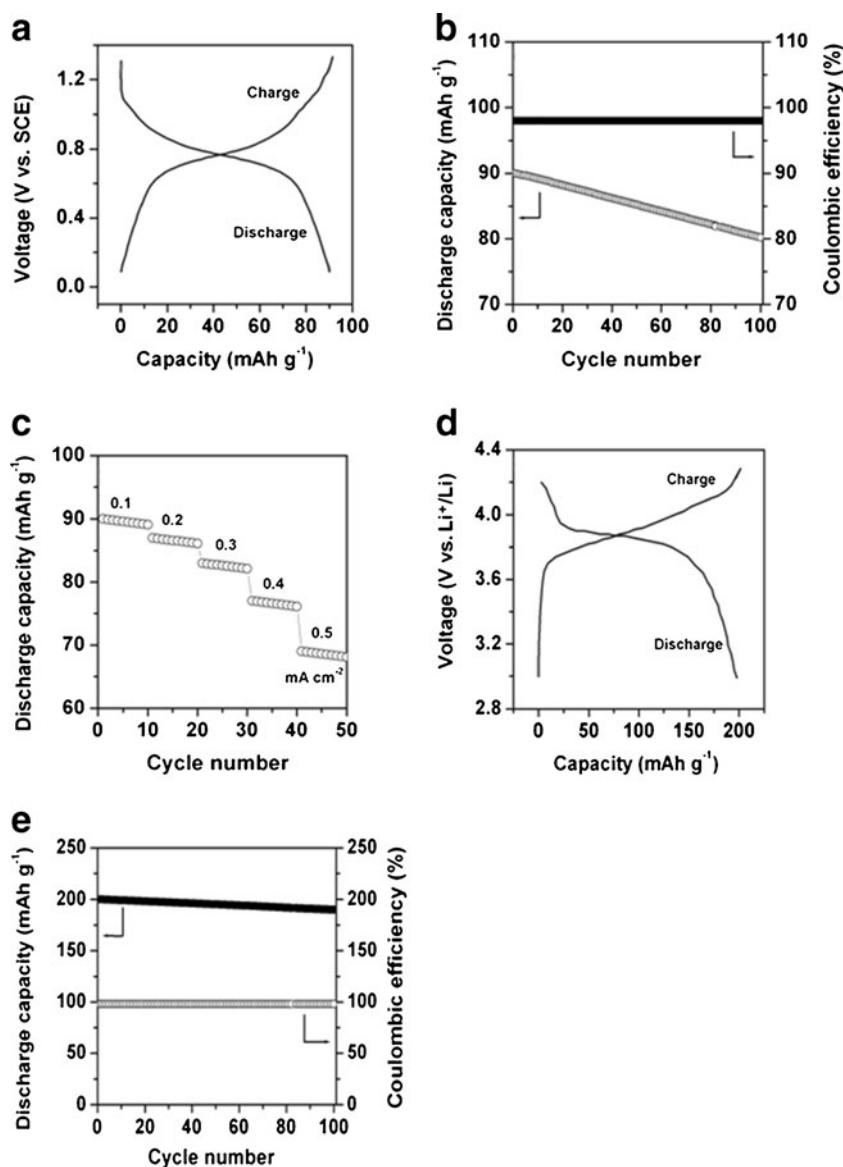 a
1.2
0.8
0.4
0.0
Voltage (V vs. SCE)
Charge
Discharge
0 20 40 60 80 100
Capacity (mAh g⁻¹)
b
110
100
90
80
70
Discharge capacity (mAh g⁻¹)
110
100
90
80
70
Coulombic efficiency (%)
0 20 40 60 80 100
Cycle number
c
100
90
80
70
60
Discharge capacity (mAh g⁻¹)
0.1
0.2
0.3
0.4
0.5
mA cm⁻²
0 10 20 30 40 50
Cycle number
d
4.4
4.0
3.6
3.2
2.8
Voltage (V vs. Li⁺/Li)
Charge
Discharge
0 50 100 150 200
Capacity (mAh g⁻¹)
e
250
200
150
100
50
0
Discharge capacity (mAh g⁻¹)
250
200
150
100
50
0
Coulombic efficiency (%)
0 20 40 60 80 100
Cycle number